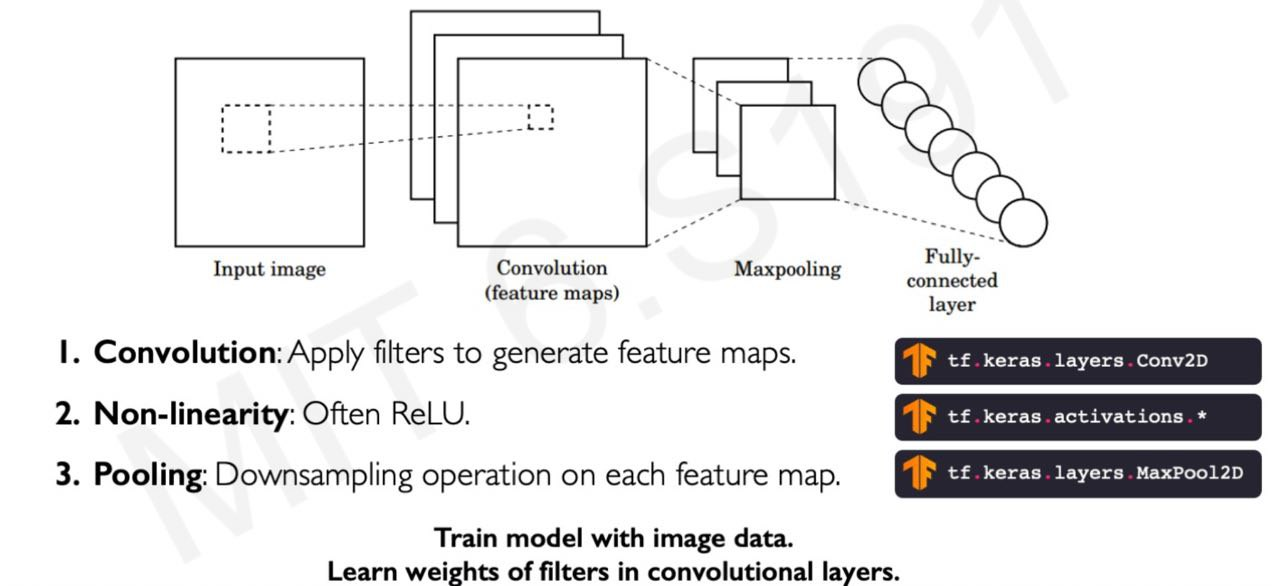 Input image
Convolution
(feature maps)
Maxpooling
Fully-
connected
layer
1. Convolution: Apply filters to generate feature maps.
tf.keras.layers.Conv2D
2. Non-linearity: Often ReLU.
tf.keras.activations.*
3. Pooling: Downsampling operation on each feature map.
tf.keras.layers.MaxPool2D
Train model with image data.
Learn weights of filters in convolutional layers.
MIT 6.S191